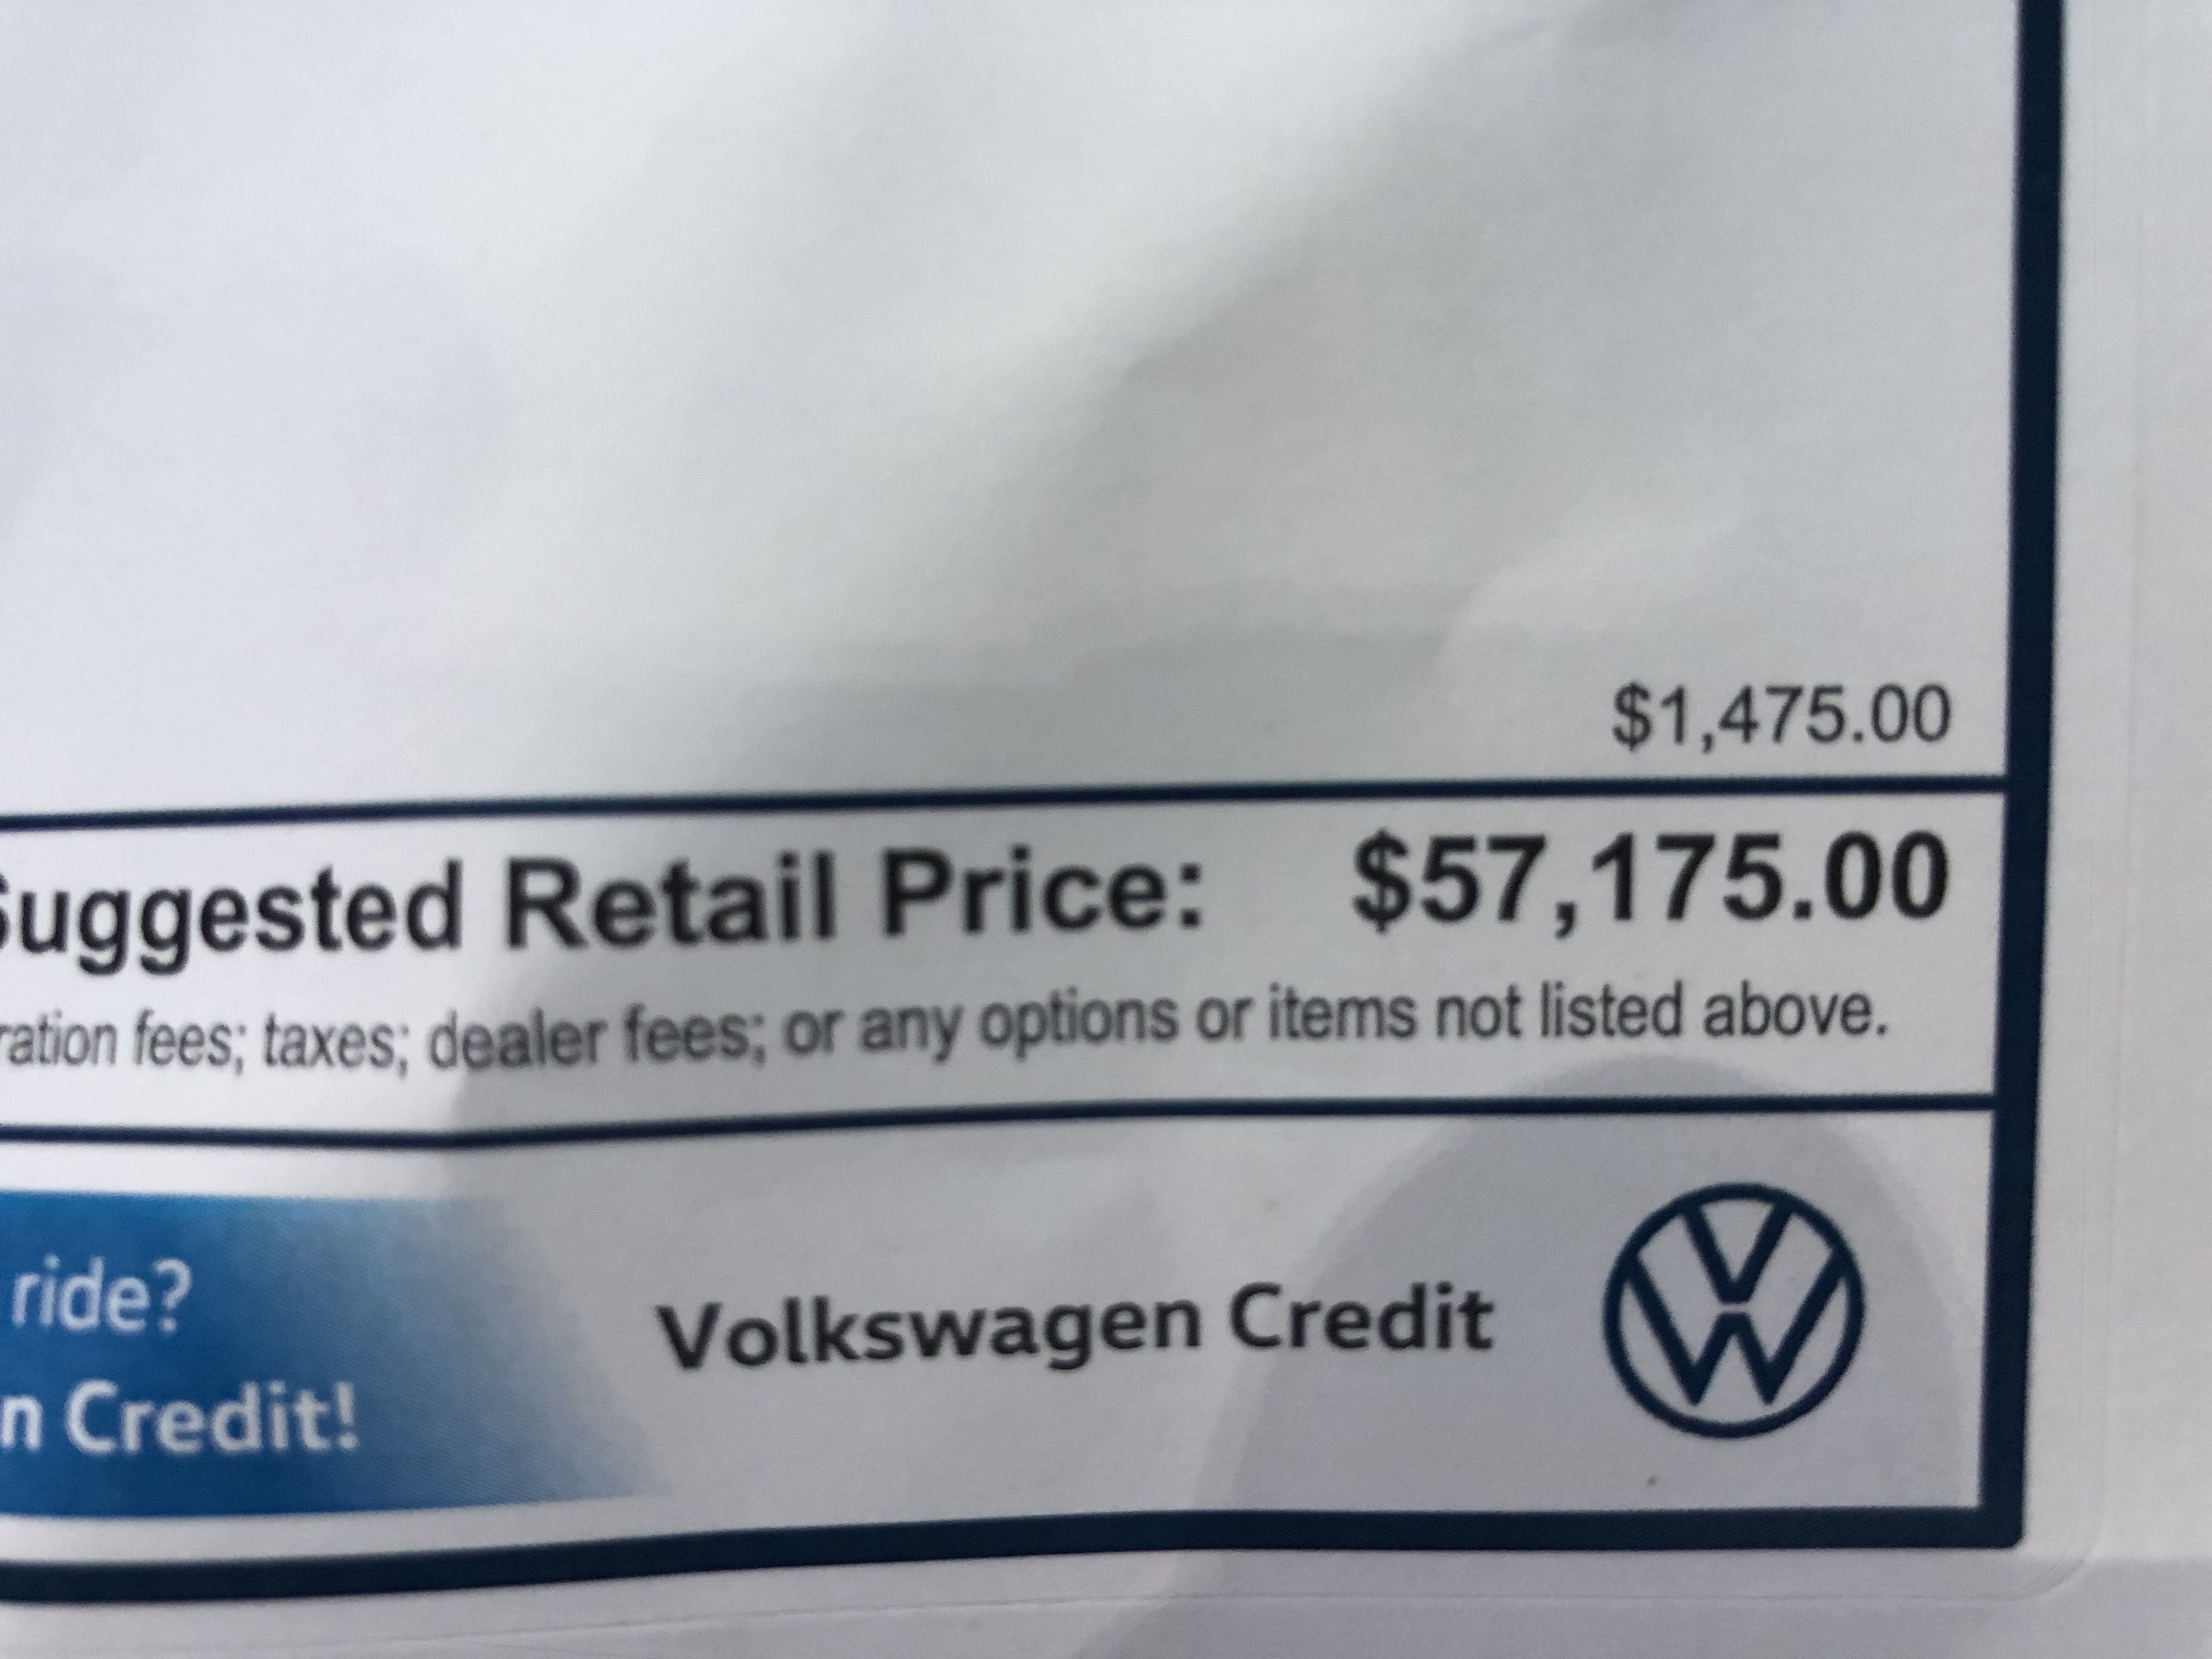 $1,475.00
Suggested Retail Price: $57,175.00
ration fees; taxes; dealer fees; or any options or items not listed above.
ride?
n Credit!
Volkswagen Credit